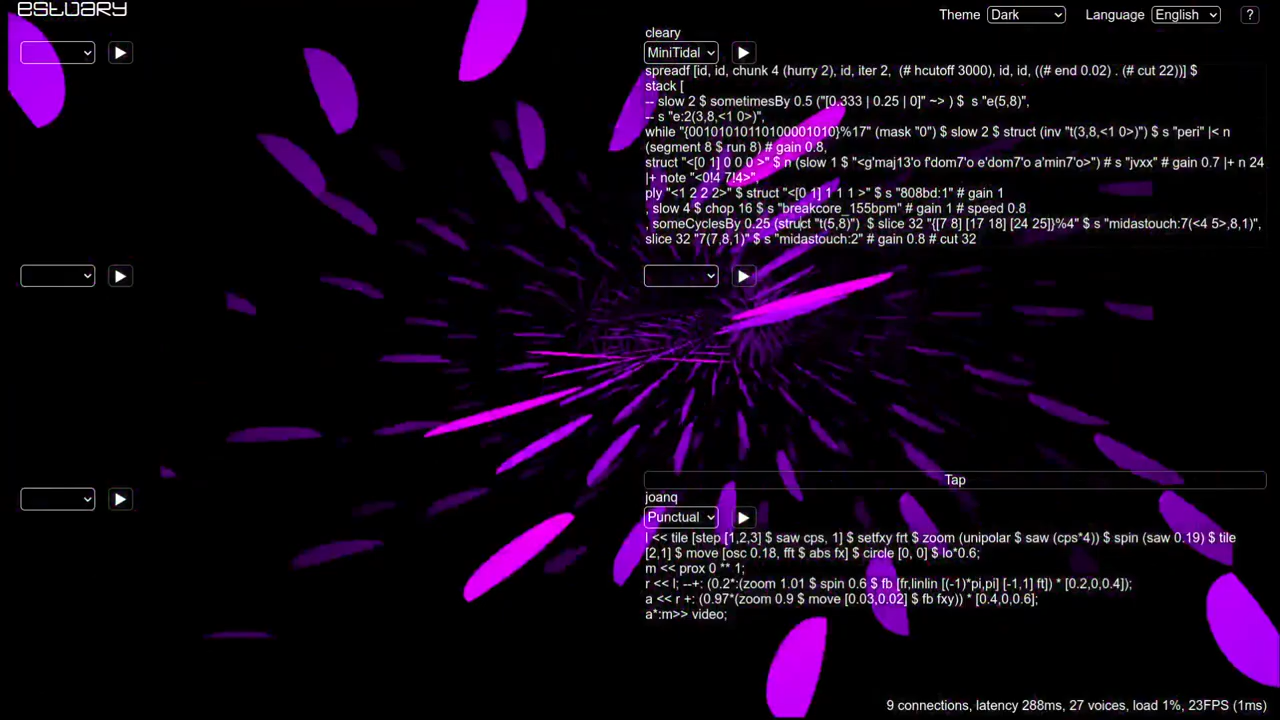 estuary
Theme Dark Language English ?
cleary
MiniTidal
spreadf [id, id, chunk 4 (hurry 2), id, iter 2,  (# hcutoff 3000), id, id, ((# end 0.02) . (# cut 22))] $
stack [
-- slow 2 $ sometimesBy 0.5 ("[0.333 | 0.25 | 0]" ~> ) $  s "e(5,8)",
-- s "e:2(3,8,<1 0>)",
while "{00101010110100001010}%17" (mask "0") $ slow 2 $ struct (inv "t(3,8,<1 0>)") $ s "peri" |< n
(segment 8 $ run 8) # gain 0.8,
struct "<[0 1] 0 0 0 >" $ n (slow 1 $ "<g'maj13'o f'dom7'o e'dom7'o a'min7'o>") # s "jvxx" # gain 0.7 |+ n 24
|+ note "<0!4 7!4>",
ply "<1 2 2 2>" $ struct "<[0 1] 1 1 1 >" $ s "808bd:1" # gain 1
, slow 4 $ chop 16 $ s "breakcore_155bpm" # gain 1 # speed 0.8
, someCyclesBy 0.25 (struct "t(5,8)")  $ slice 32 "{[7 8] [17 18] [24 25]}%4" $ s "midastouch:7(<4 5>,8,1)",
slice 32 "7(7,8,1)" $ s "midastouch:2" # gain 0.8 # cut 32
Tap
joanq
Punctual
l << tile [step [1,2,3] $ saw cps, 1] $ setfxy frt $ zoom (unipolar $ saw (cps*4)) $ spin (saw 0.19) $ tile
[2,1] $ move [osc 0.18, fft $ abs fx] $ circle [0, 0] $ lo*0.6;
m << prox 0 ** 1;
r << l; --+: (0.2*:(zoom 1.01 $ spin 0.6 $ fb [fr,linlin [(-1)*pi,pi] [-1,1] ft]) * [0.2,0,0.4]);
a << r +: (0.97*(zoom 0.9 $ move [0.03,0.02] $ fb fxy)) * [0.4,0,0.6];
a*:m>> video;
9 connections, latency 288ms, 27 voices, load 1%, 23FPS (1ms)